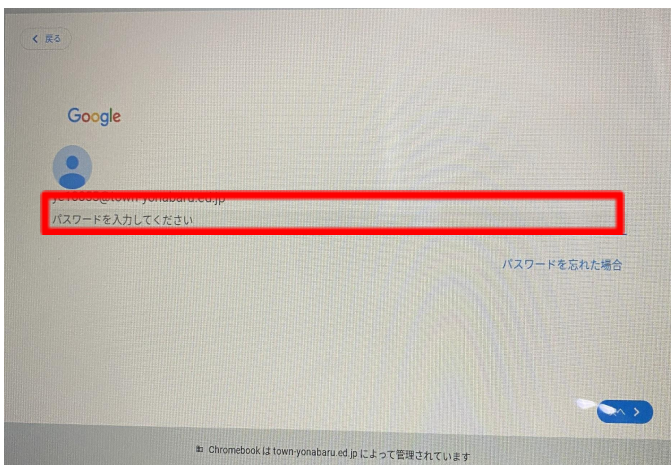 戻る
Google
パスワードを入力してください
パスワードを忘れた場合
Chromebook は town-yonabaru.ed.jp によって管理されています